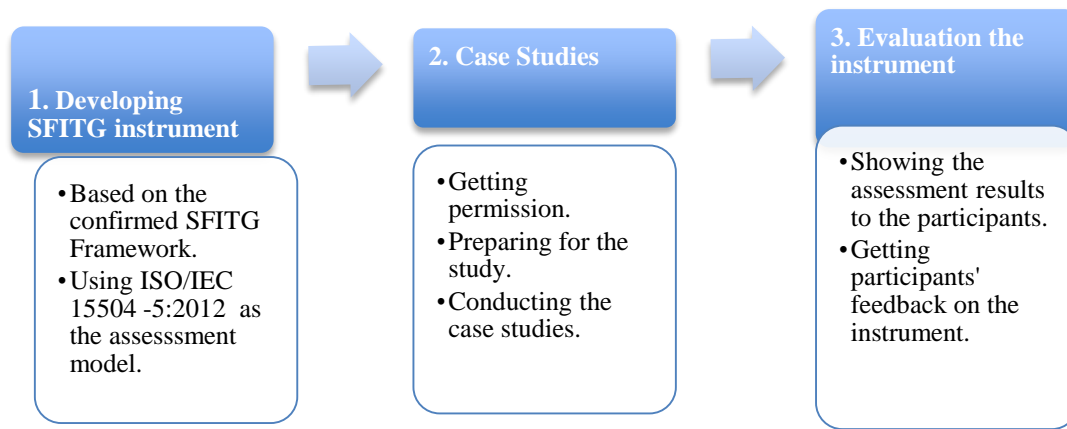 1. Developing
SFITG instrument
•Based on the
confirmed SFITG
Framework.
•Using ISO/IEC
15504 -5:2012 as
the assesssment
model.
2. Case Studies
•Getting
permission.
•Preparing for the
study.
•Conducting the
case studies.
3. Evaluation the
instrument
•Showing the
assessment results
to the participants.
•Getting
participants'
feedback on the
instrument.